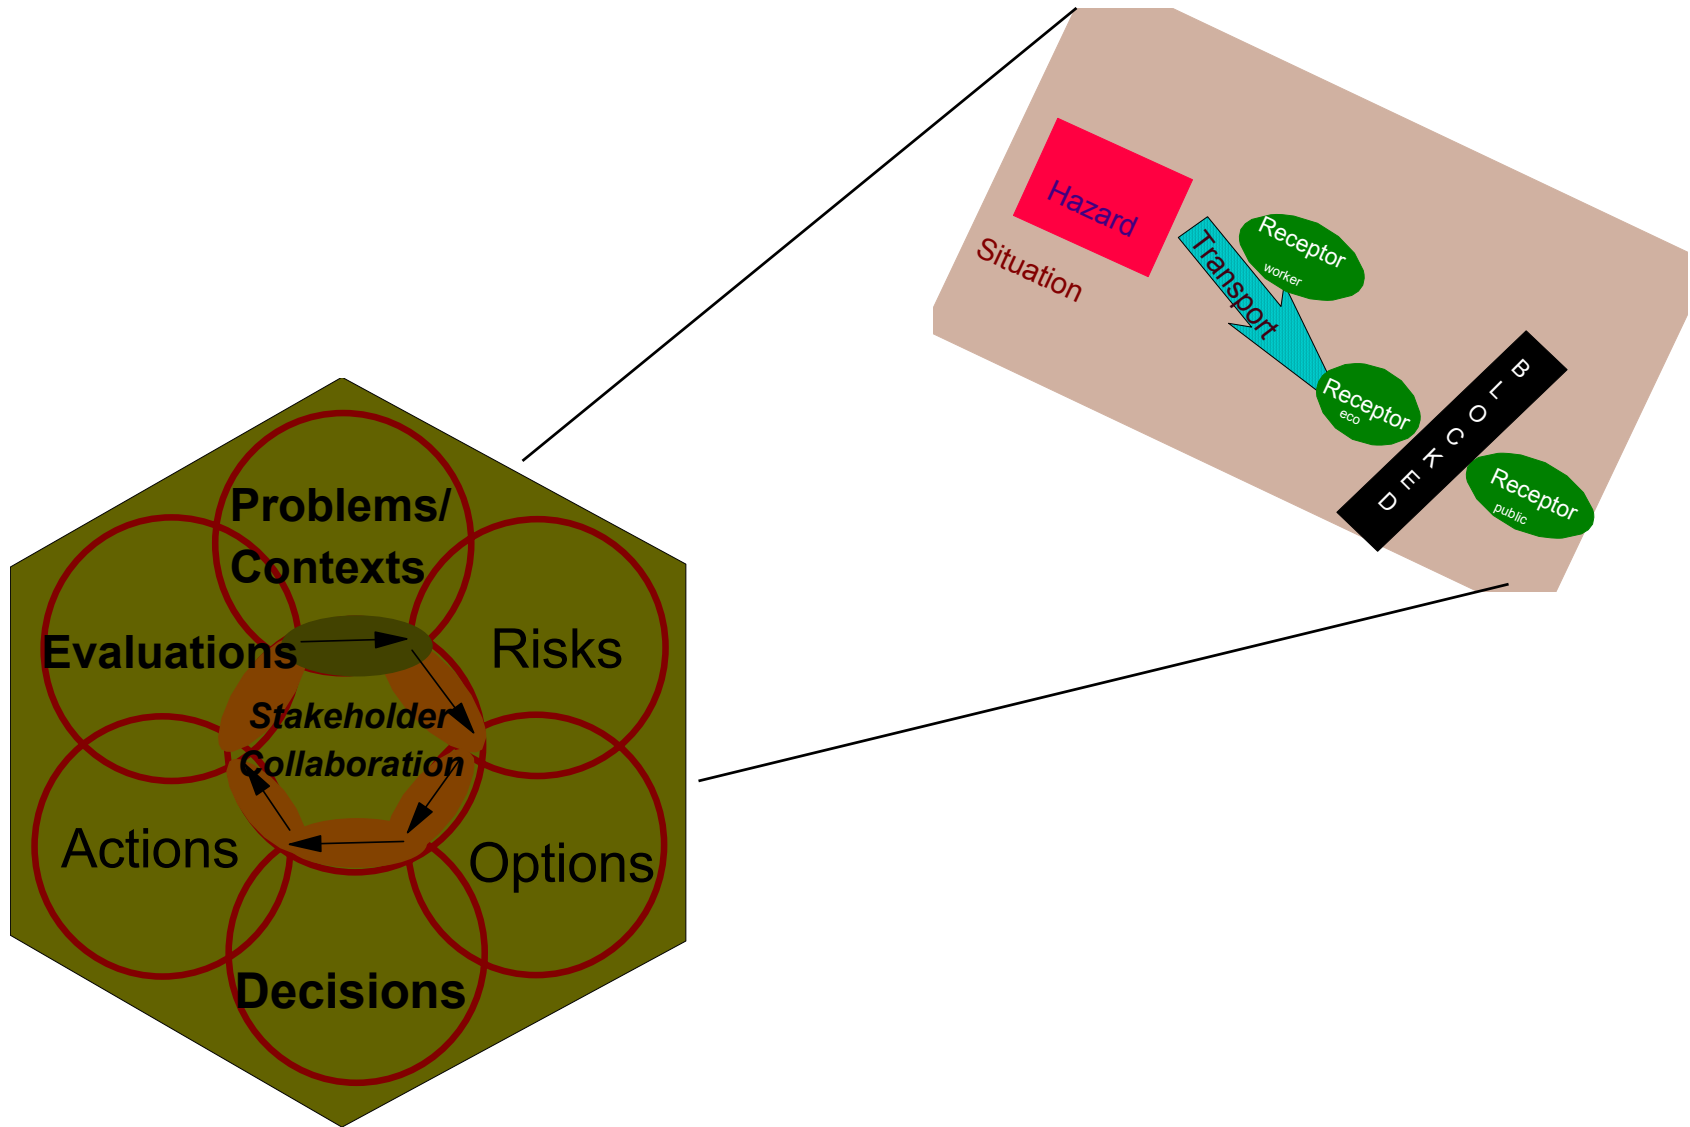 Problems/
Contexts
Evaluations
Risks
Stakeholder
Collaboration
Actions
Options
Decisions
Hazard
Situation
Transport
Receptor
worker
Receptor
eco
BLOCKED
Receptor
public